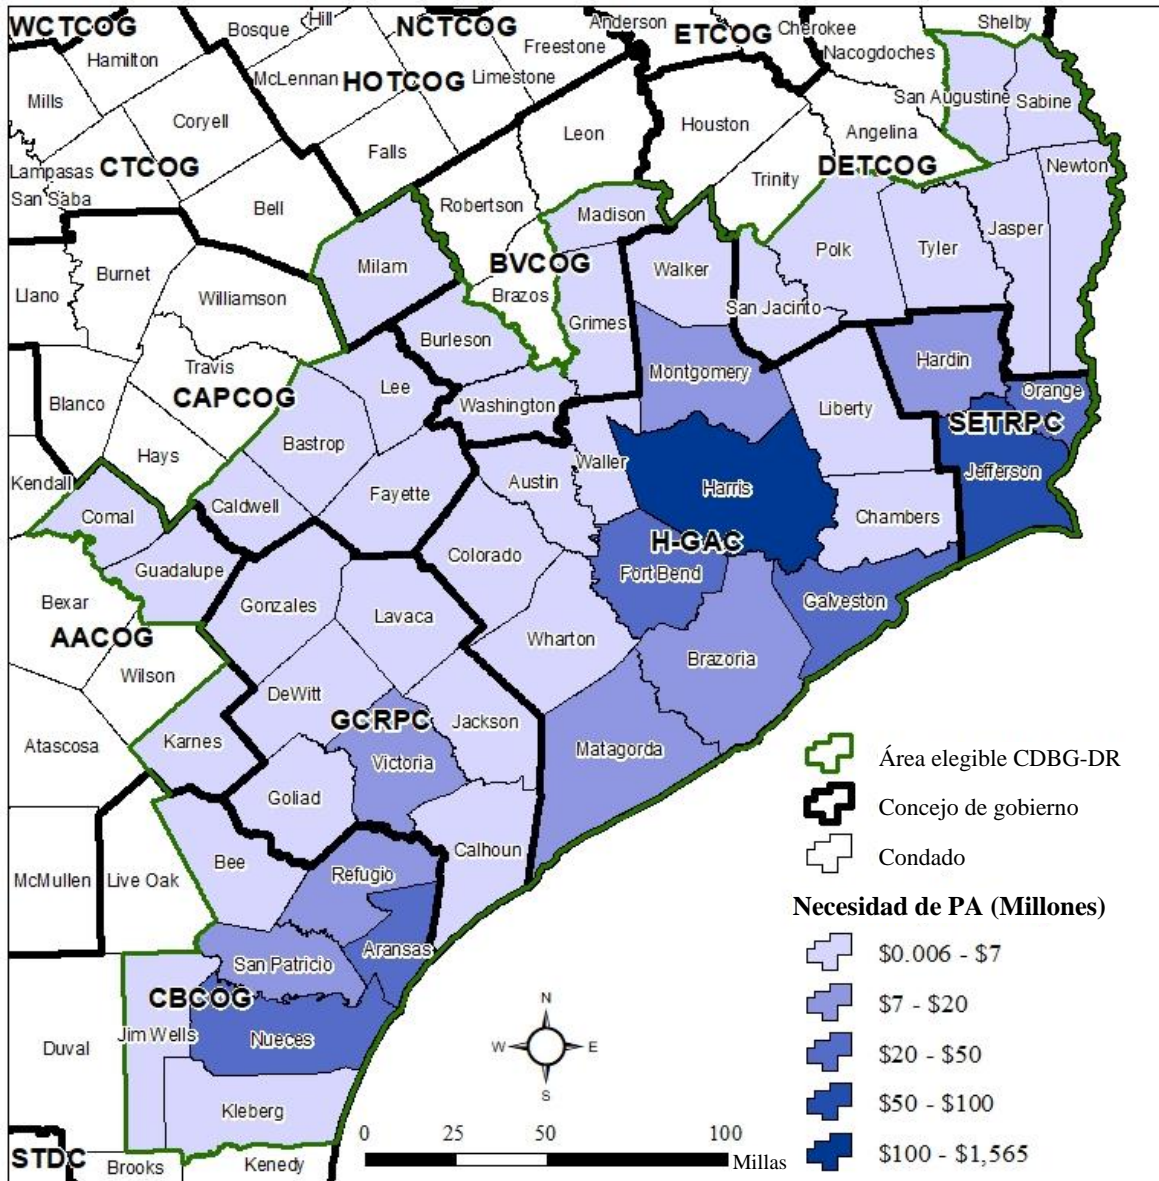 WCTCOG
Bosque
Hill
NCTCOG
Anderson
ETCOG
Cherokee
Shelby
Hamilton
McLennan
HOTCOG
Limestone
Freestone
Nacogdoches
Mills
Coryell
Falls
Leon
Houston
Angelina
San Augustine
Sabine
Lampasas
CTCOG
San Saba
Bell
Robertson
Madison
Trinity
DETCOG
Newton
Burnet
Milam
BVCOG
Walker
Polk
Tyler
Jasper
Llano
Williamson
Brazos
Grimes
San Jacinto
Travis
Burleson
Montgomery
Hardin
Orange
Blanco
CAPCOG
Lee
Washington
Liberty
SETRPC
Hays
Bastrop
Waller
Jefferson
Kendall
Caldwell
Fayette
Austin
Harris
Chambers
Comal
Colorado
H-GAC
Guadalupe
Fort Bend
Bexar
Gonzales
Lavaca
Galveston
AACOG
Wharton
Brazoria
Wilson
DeWitt
GCRPC
Jackson
Atascosa
Karnes
Victoria
Matagorda
Goliad
Calhoun
Bee
McMullen
Live Oak
Refugio
San Patricio
Aransas
CBCOG
Duval
Jim Wells
Nueces
Kleberg
STDC
Brooks
Kenedy
N
W
E
S
0
25
50
100
Millas
Área elegible CDBG-DR
Concejo de gobierno
Condado
Necesidad de PA (Millones)
$0.006 - $7
$7 - $20
$20 - $50
$50 - $100
$100 - $1,565